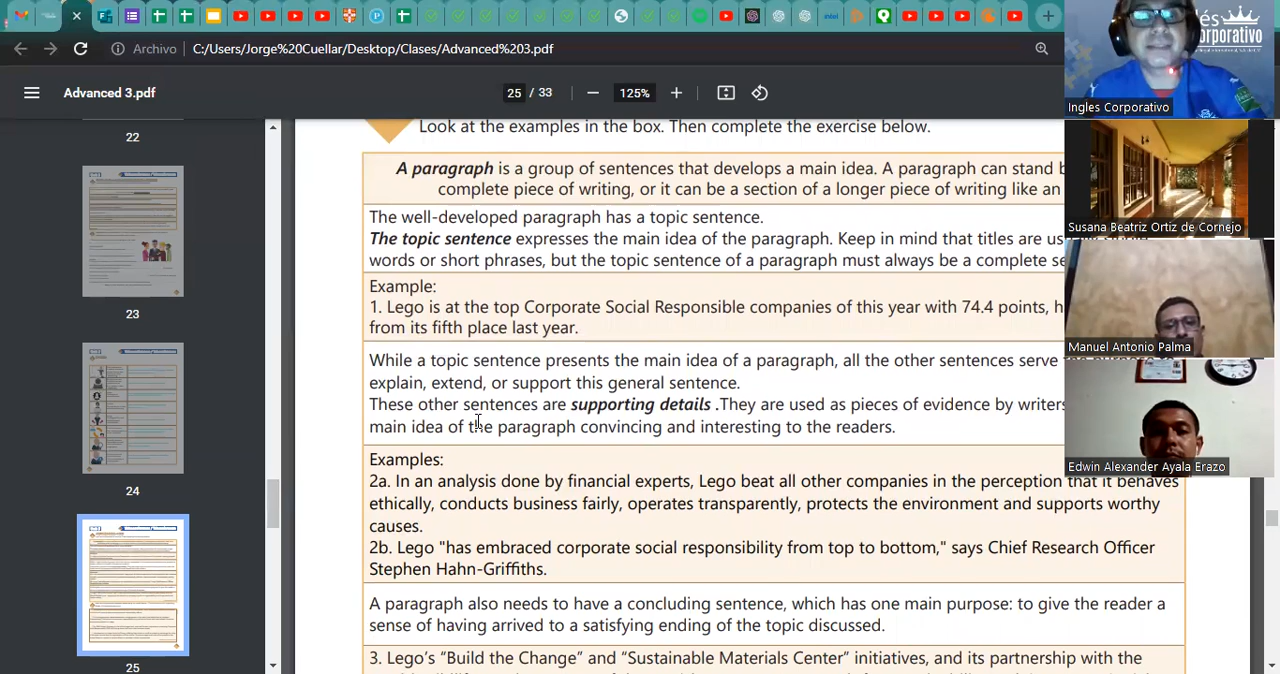 Archivo
C:/Users/Jorge%20Cuellar/Desktop/Clases/Advanced%203.pdf
Advanced 3.pdf
25 / 33
125%
22
23
24
25
Look at the examples in the box. Then complete the exercise below.
A paragraph is a group of sentences that develops a main idea. A paragraph can stand
complete piece of writing, or it can be a section of a longer piece of writing like an
The well-developed paragraph has a topic sentence.
The topic sentence expresses the main idea of the paragraph. Keep in mind that titles are
words or short phrases, but the topic sentence of a paragraph must always be a complete
Example:
1. Lego is at the top Corporate Social Responsible companies of this year with 74.4 points,
from its fifth place last year.
While a topic sentence presents the main idea of a paragraph, all the other sentences serve
explain, extend, or support this general sentence.
These other sentences are supporting details .They are used as pieces of evidence by writers
main idea of the paragraph convincing and interesting to the readers.
Examples:
2a. In an analysis done by financial experts, Lego beat all other companies in the perception that it behaves
ethically, conducts business fairly, operates transparently, protects the environment and supports worthy
causes.
2b. Lego "has embraced corporate social responsibility from top to bottom," says Chief Research Officer
Stephen Hahn-Griffiths.
A paragraph also needs to have a concluding sentence, which has one main purpose: to give the reader a
sense of having arrived to a satisfying ending of the topic discussed.
3. Lego's “Build the Change” and “Sustainable Materials Center” initiatives, and its partnership with the
Ingles Corporativo
Susana Beatriz Ortiz de Cornejo
Manuel Antonio Palma
Edwin Alexander Ayala Erazo